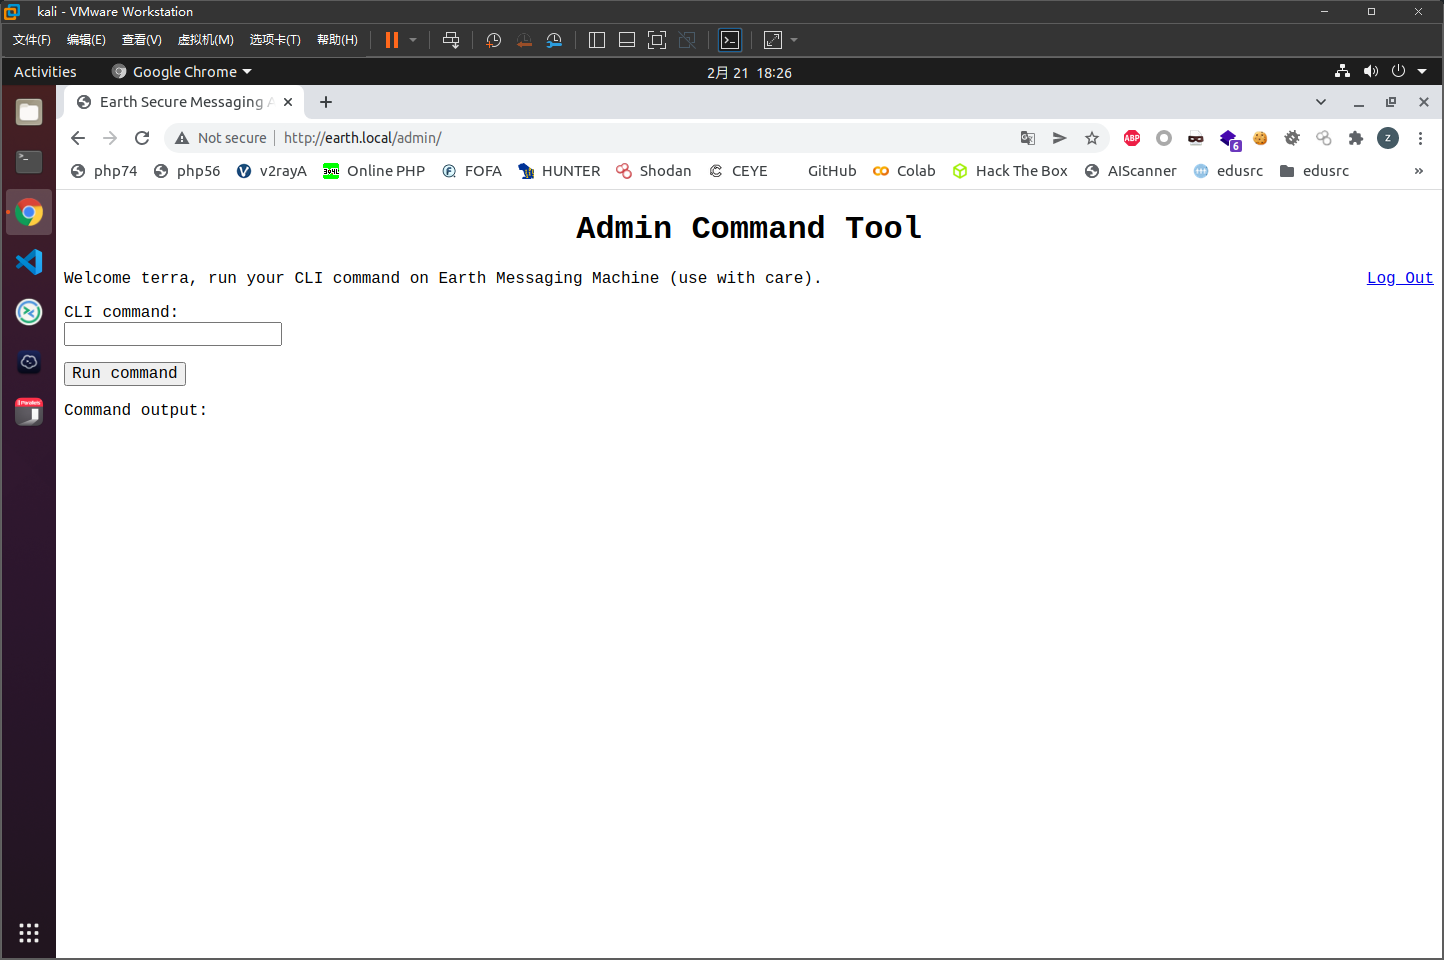 kali - VMware Workstation
文件(F) 编辑(E) 查看(V) 虚拟机(M) 选项卡(T) 帮助(H)
Activities Google Chrome 2月 21 18:26
Earth Secure Messaging A
Not secure http://earth.local/admin/ ABP 6 z
php74 php56 v2rayA Online PHP FOFA HUNTER Shodan CEYE GitHub Colab Hack The Box AIScanner edusrc edusrc »
Admin Command Tool
Welcome terra, run your CLI command on Earth Messaging Machine (use with care). Log Out
CLI command:
Run command
Command output:
Parallels